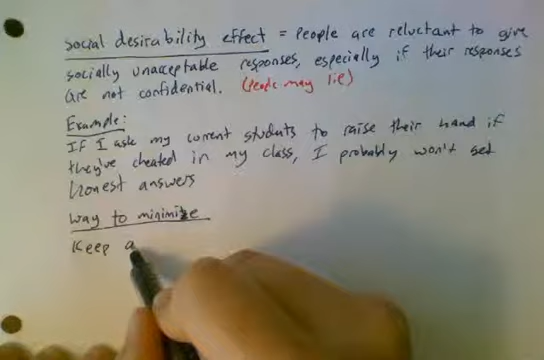 Social desirability effect = People are reluctant to give
socially unacceptable responses, especially if their responses
are not confidential. (People may lie)
Example:
If I ask my current students to raise their hand if
they've cheated in my class, I probably won't get
honest answers
Way to minimize
Keep a